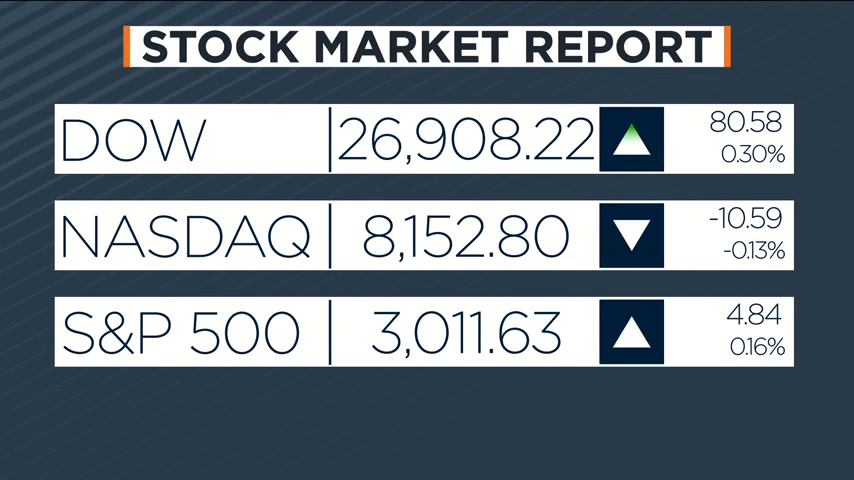 STOCK MARKET REPORT
DOW 26,908.22 80.58
0.30%
NASDAQ 8,152.80 -10.59
-0.13%
S&P 500 3,011.63 4.84
0.16%